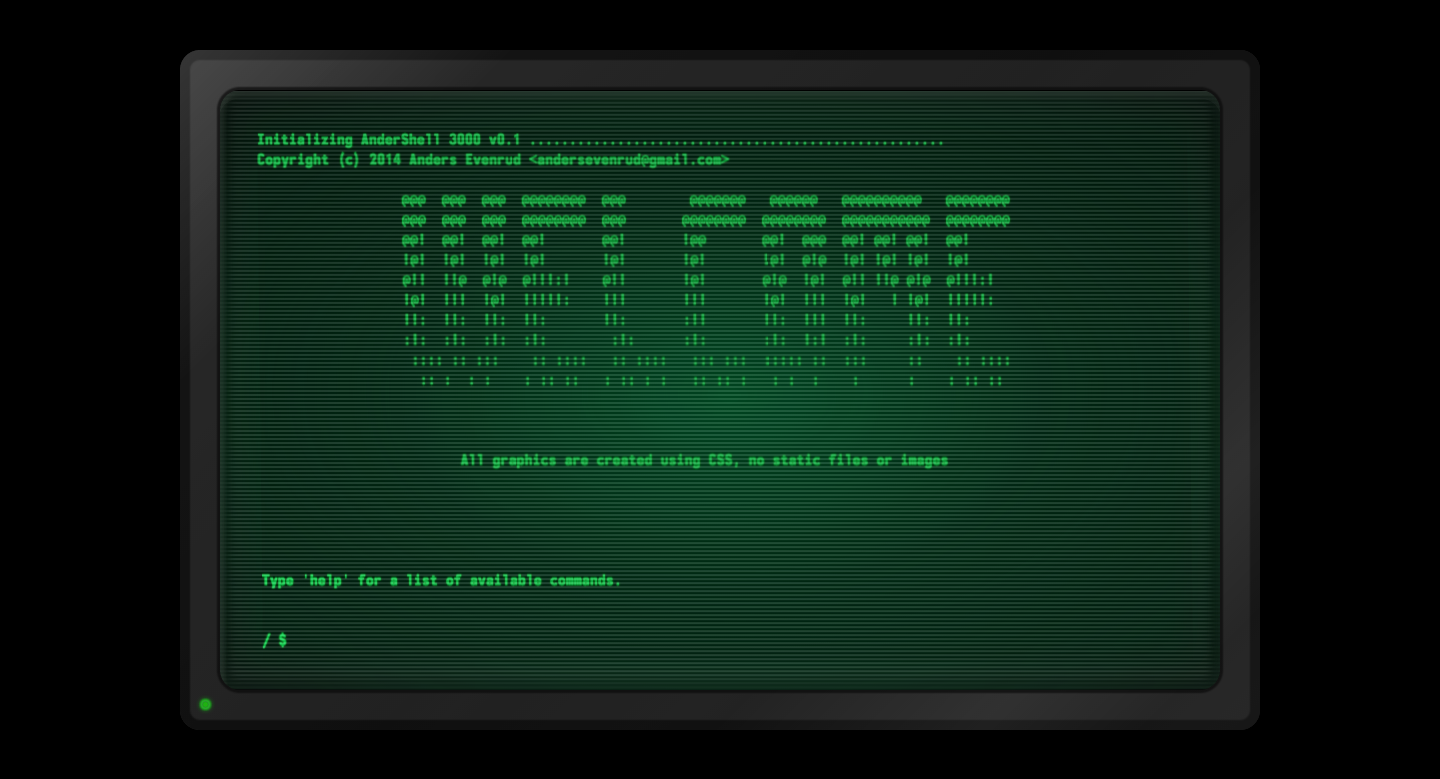 Initializing AnderShell 3000 v0.1 ....................................................
Copyright (c) 2014 Anders Evenrud <andersevenrud@gmail.com>
@@@  @@@  @@@  @@@@@@@@  @@@        @@@@@@@   @@@@@@   @@@@@@@@@@   @@@@@@@@
@@@  @@@  @@@  @@@@@@@@  @@@       @@@@@@@@  @@@@@@@@  @@@@@@@@@@@  @@@@@@@@
@@!  @@!  @@!  @@!       @@!       !@@       @@!  @@@  @@! @@! @@!  @@!
!@!  !@!  !@!  !@!       !@!       !@!       !@!  @!@  !@! !@! !@!  !@!
@!!  !!@  @!@  @!!!:!    @!!       !@!       @!@  !@!  @!! !!@ @!@  @!!!:!
!@!  !!!  !@!  !!!!!:    !!!       !!!       !@!  !!!  !@!   ! !@!  !!!!!:
!!:  !!:  !!:  !!:       !!:       :!!       !!:  !!!  !!:     !!:  !!:
:!:  :!:  :!:  :!:        :!:      :!:       :!:  !:!  :!:     :!:  :!:
 :::: :: :::    :: ::::   :: ::::   ::: :::  ::::: ::  :::     ::    :: ::::
  :: :  : :    : :: ::   : :: : :   :: :: :   : :  :    :      :    : :: ::
All graphics are created using CSS, no static files or images
Type 'help' for a list of available commands.
/ $